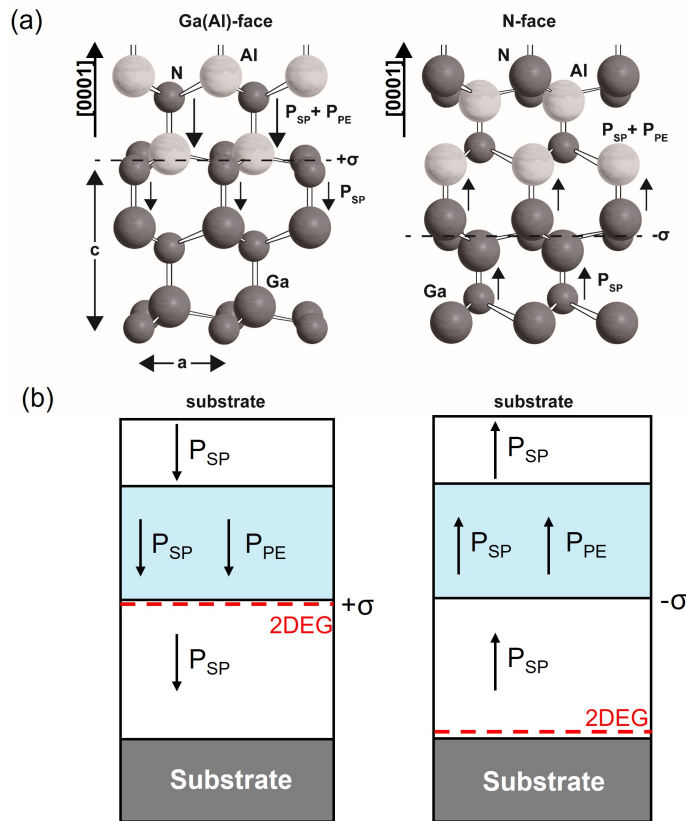 (a)
Ga(Al)-face
N-face
[0001]
N
Al
P_SP + P_PE
+σ
P_SP
c
Ga
a
substrate
[0001]
N
Al
P_SP + P_PE
-σ
P_SP
Ga
substrate
(b)
P_SP
P_SP
P_PE
+σ
2DEG
P_SP
Substrate
P_SP
P_SP
P_PE
-σ
P_SP
2DEG
Substrate